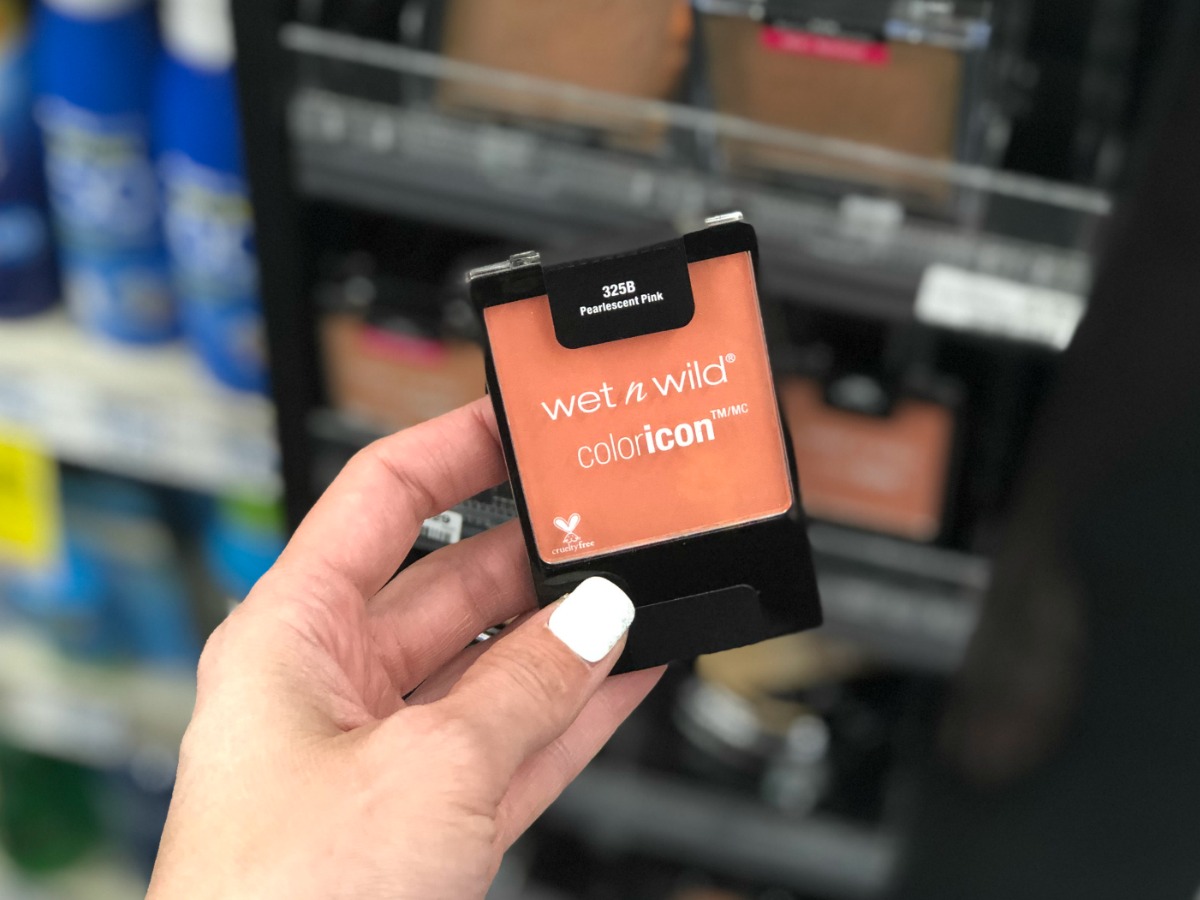 325B
Pearlescent Pink
wet n wild®
coloricon™/MC
crueltyfree